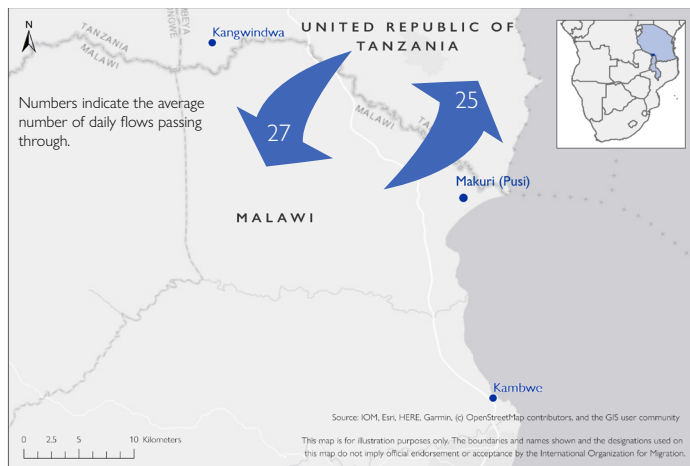 N
TANZANIA
MALAWI
MBEYA
SONGWE
Kangwindwa
UNITED REPUBLIC OF
TANZANIA
Numbers indicate the average
number of daily flows passing
through.
27
25
MALAWI
Makuri (Pusi)
MALAWI
Kambwe
Source: IOM, Esri, HERE, Garmin, (c) OpenStreetMap contributors, and the GIS user community
0 2.5 5 10 Kilometers
This map is for illustration purposes only. The boundaries and names shown and the designations used on
this map do not imply official endorsement or acceptance by the International Organization for Migration.